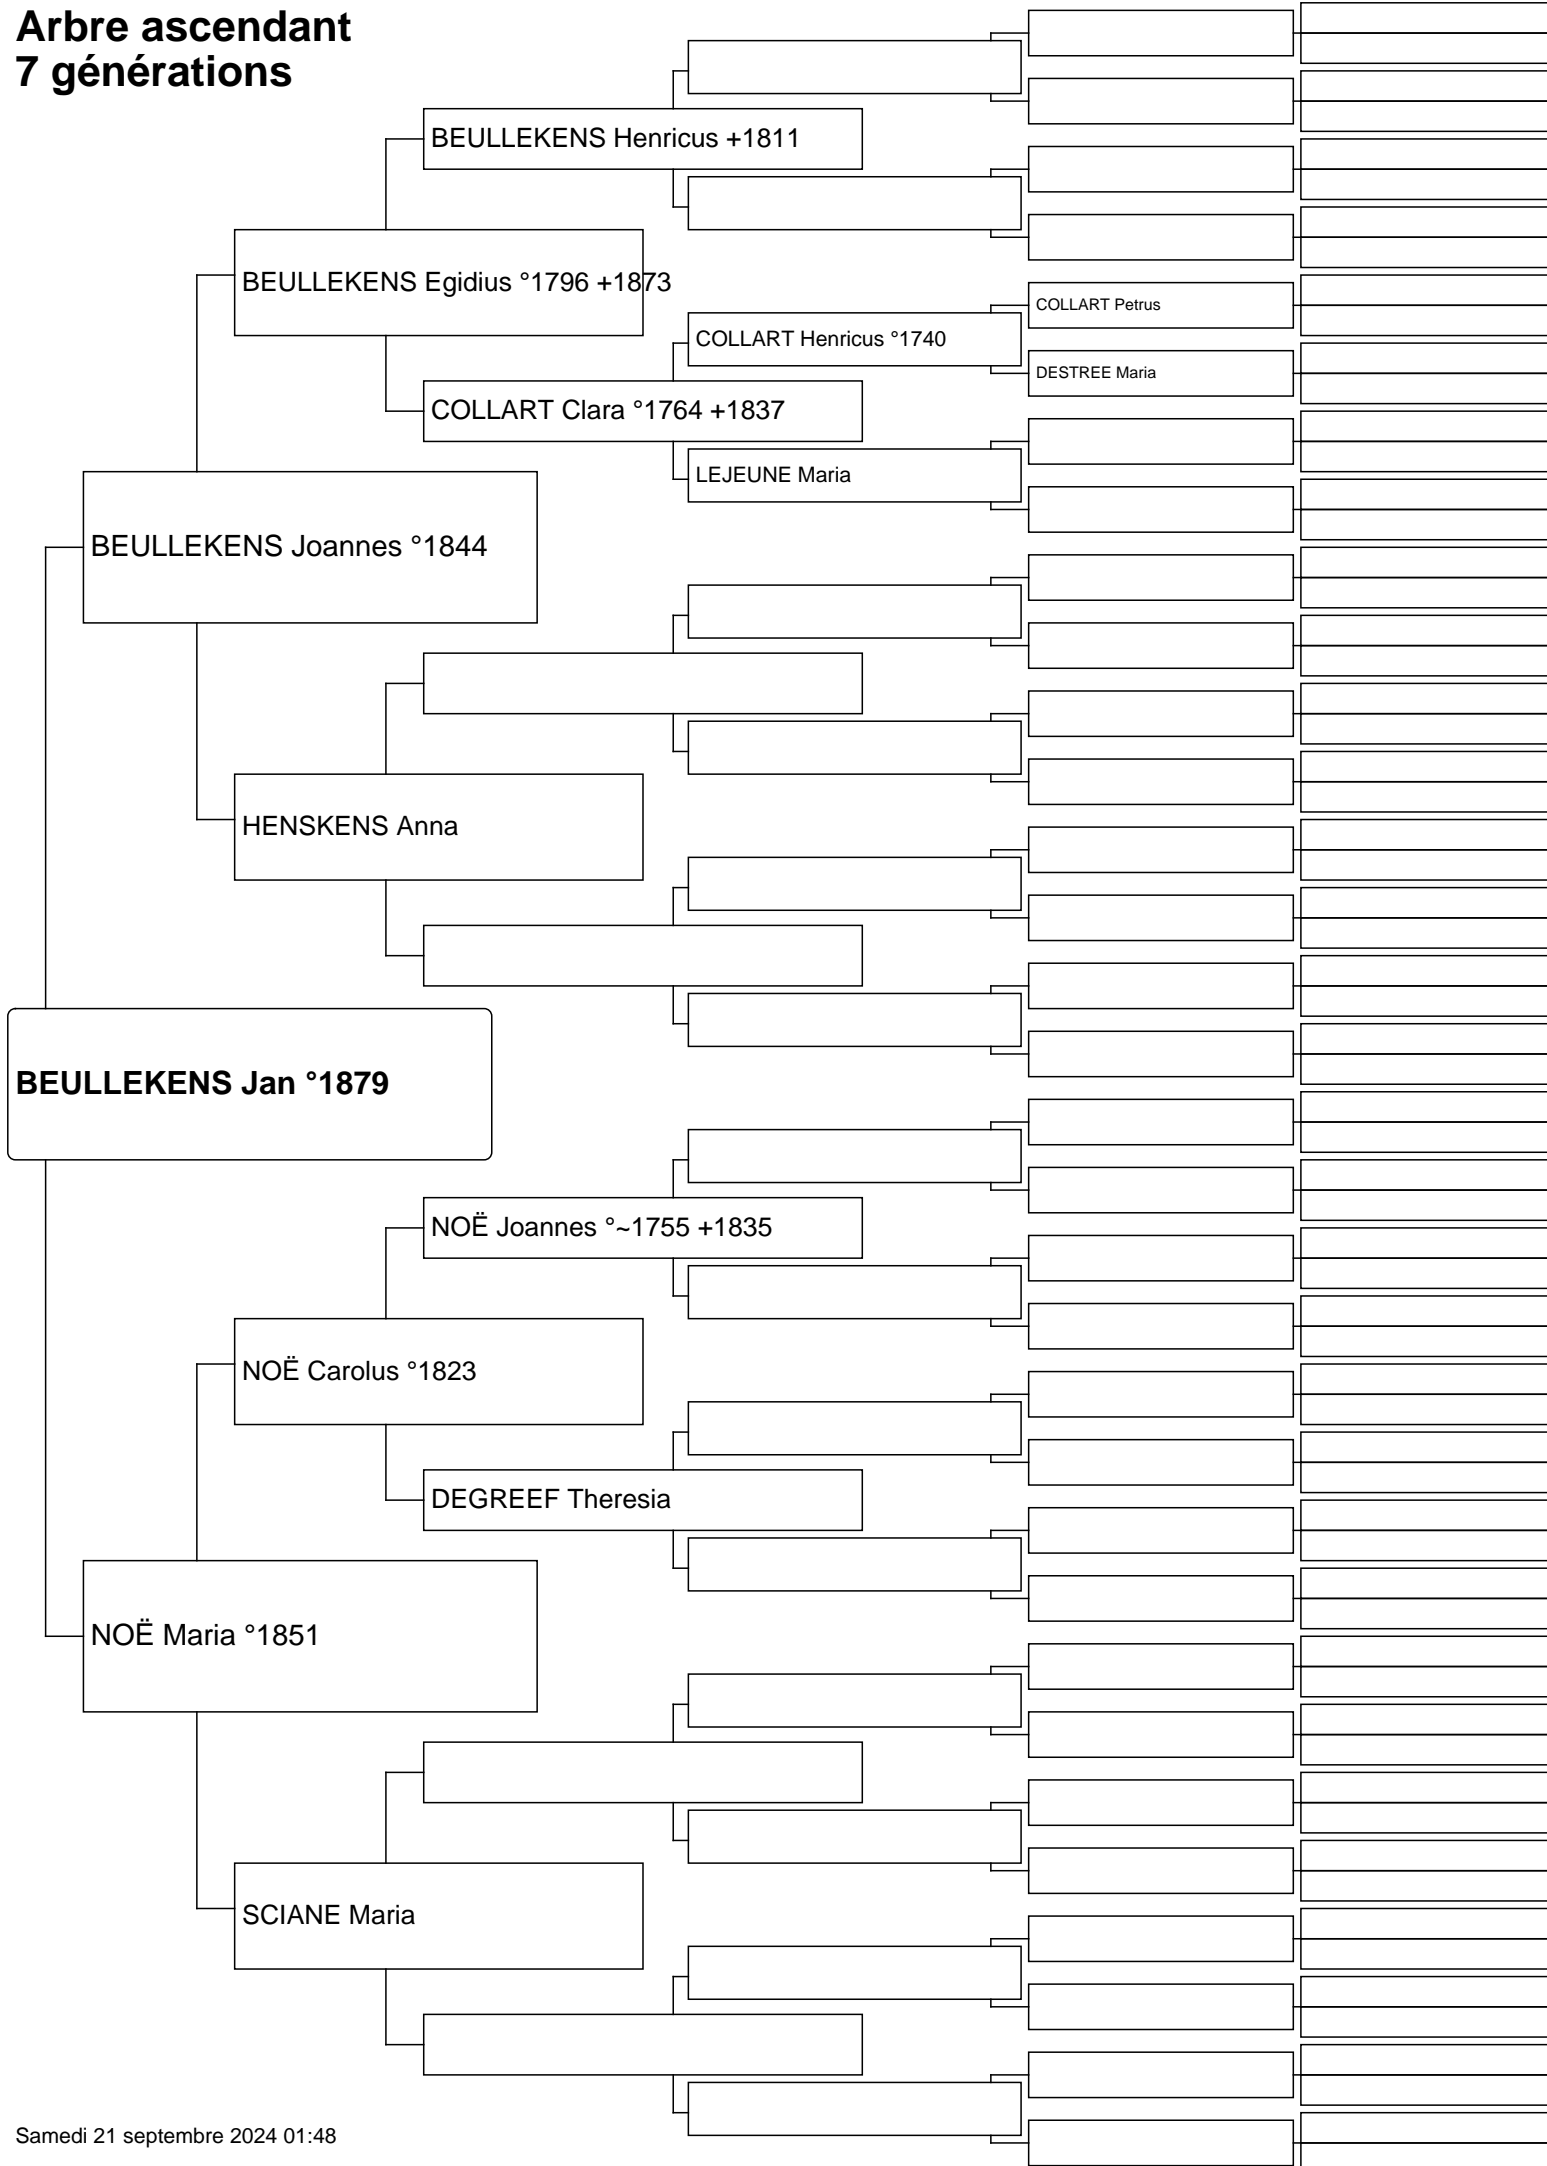 Arbre ascendant
7 générations
BEULLEKENS Henricus +1811
BEULLEKENS Egidius °1796 +1873
COLLART Petrus
COLLART Henricus °1740
DESTREE Maria
COLLART Clara °1764 +1837
LEJEUNE Maria
BEULLEKENS Joannes °1844
HENSKENS Anna
BEULLEKENS Jan °1879
NOË Joannes °~1755 +1835
NOË Carolus °1823
DEGREEF Theresia
NOË Maria °1851
SCIANE Maria
Samedi 21 septembre 2024 01:48